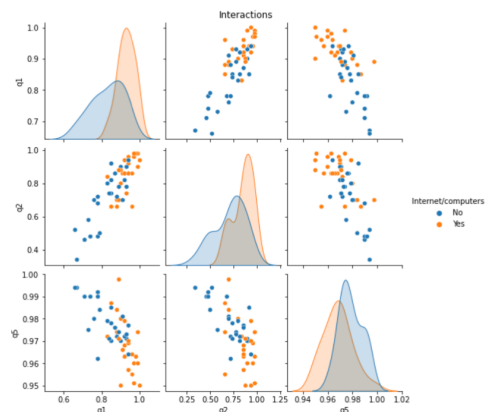 Interactions
1.0
0.9
0.8
0.7
q1
1.0
0.8
0.6
0.4
q2
Internet/computers
No
Yes
1.00
0.99
0.98
0.97
0.96
0.95
q5
0.6 0.8 1.0
0.25 0.50 0.75 1.00 1.25
0.94 0.96 0.98 1.00 1.02
q1 q2 q5